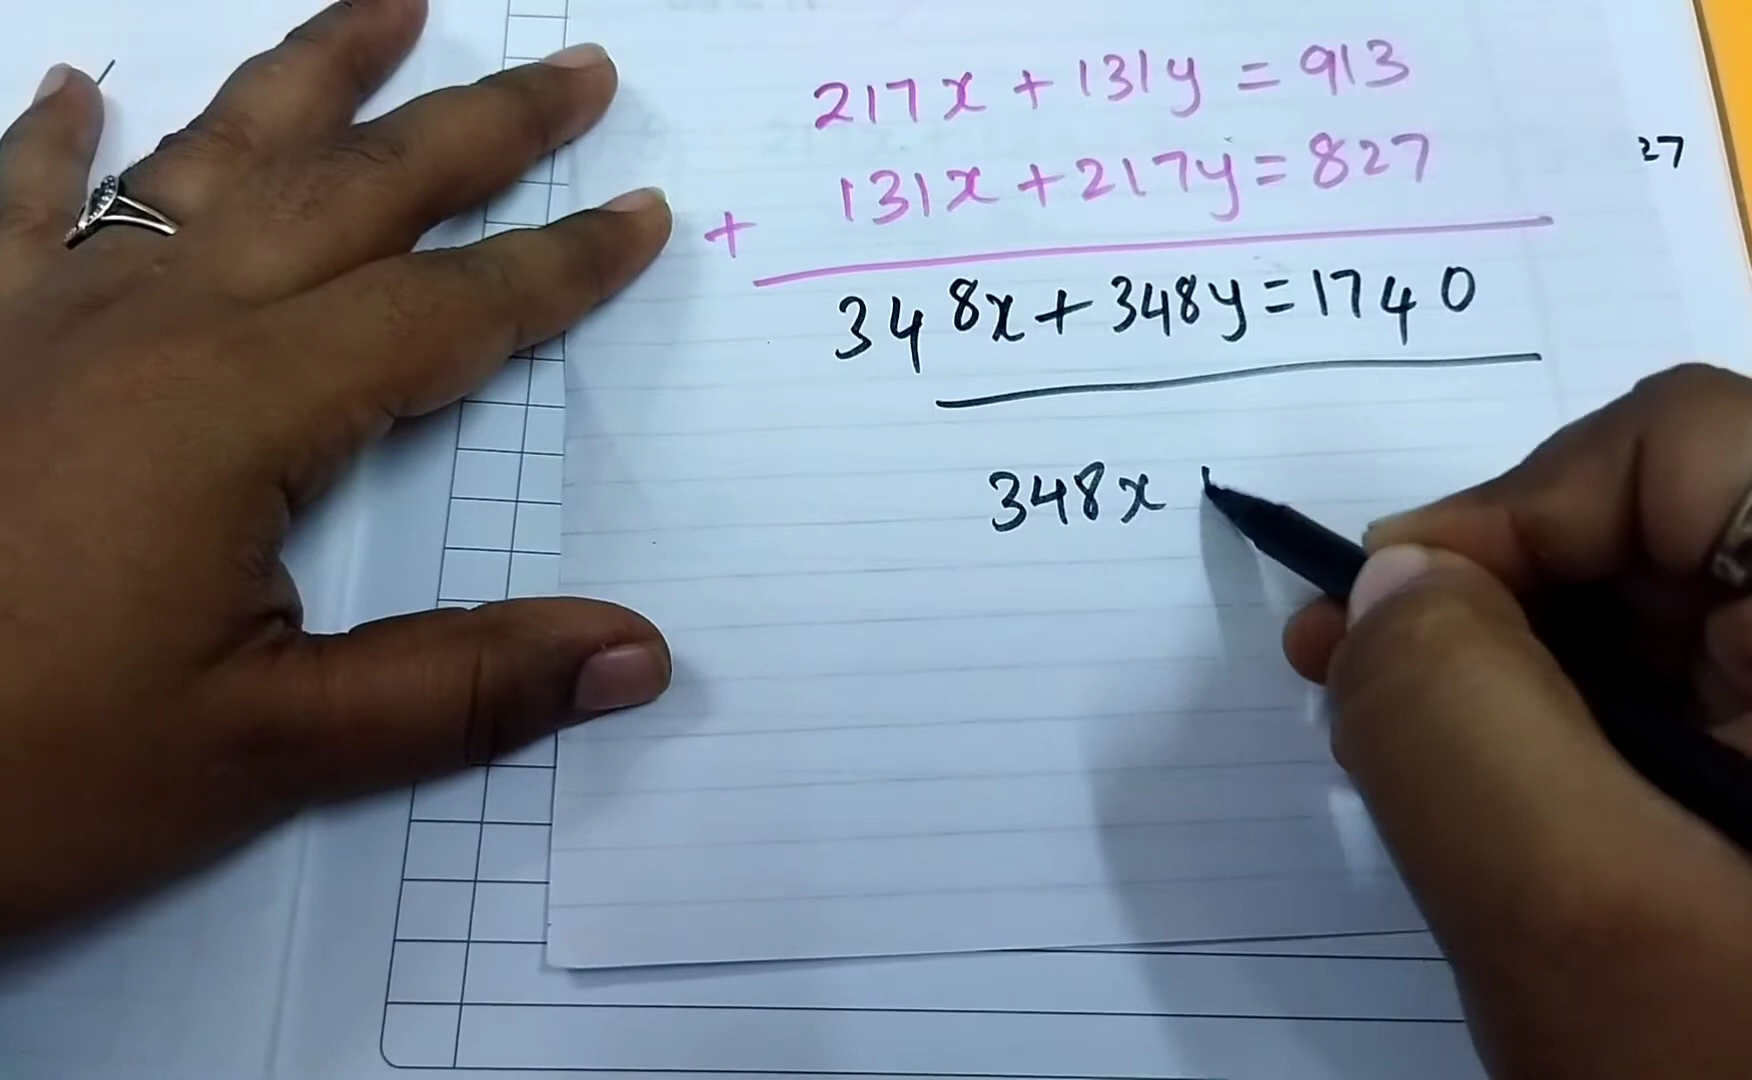 217x + 131y = 913
131x + 217y = 827
27
+
348x + 348y = 1740
348x